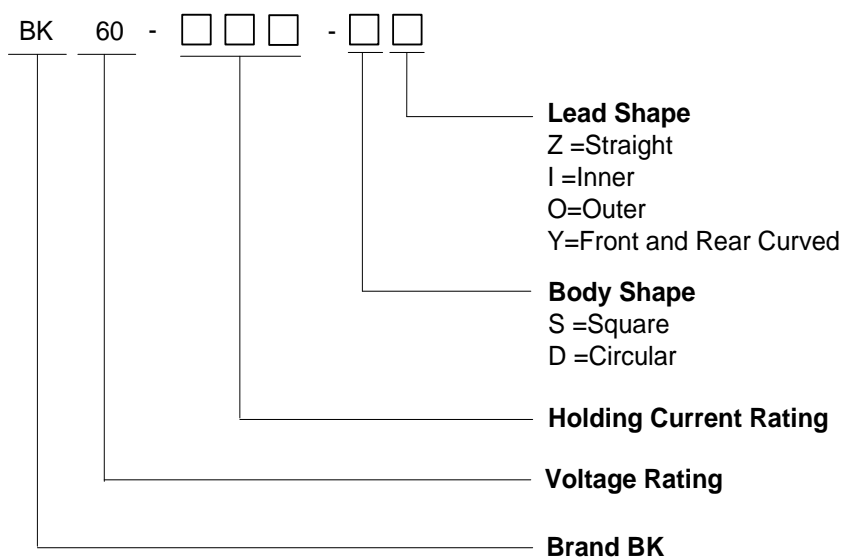 BK 60 - □□□ - □□
Lead Shape
Z =Straight
I =Inner
O=Outer
Y=Front and Rear Curved
Body Shape
S =Square
D =Circular
Holding Current Rating
Voltage Rating
Brand BK